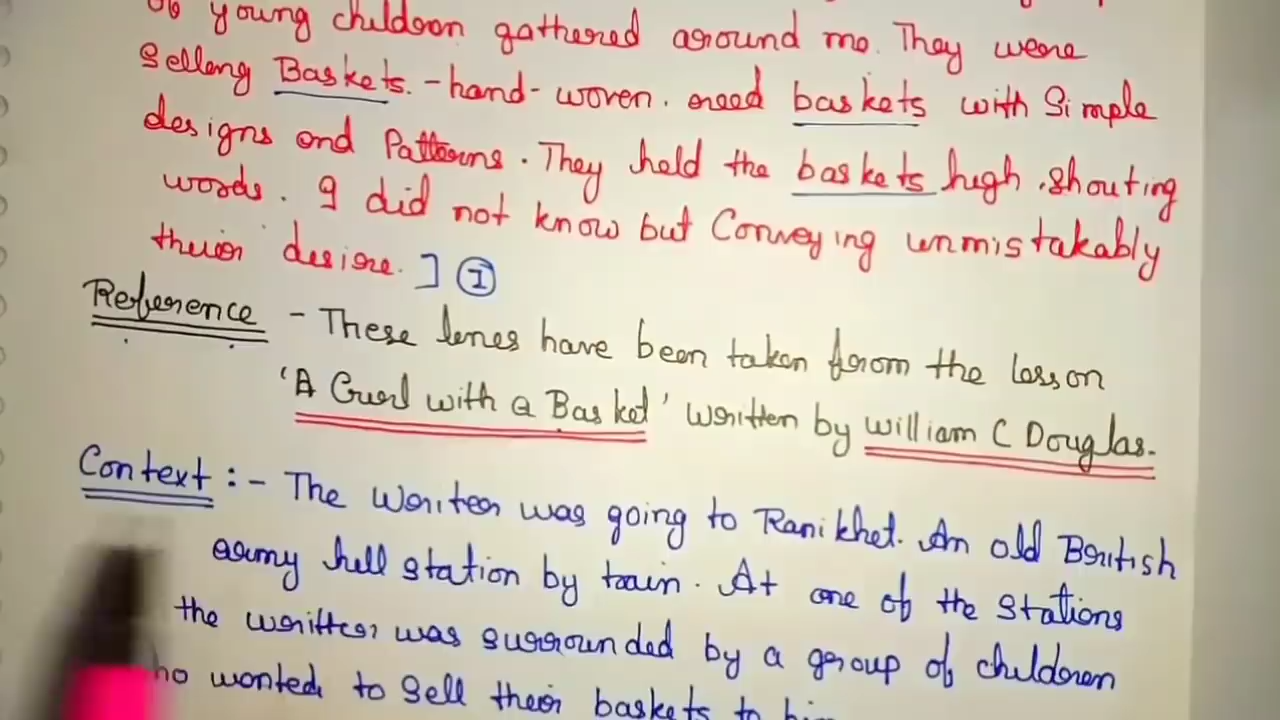 of young children gathered around me. They were
selling Baskets. - hand - woven. reed baskets with Simple
designs and Patterns. They held the baskets high, shouting
words. I did not know but Conveying unmistakably
their desire. ] ①
Reference - These lines have been taken from the lesson
'A Girl with a Basket' written by William C Douglas.
Context :- The Writer was going to Ranikhet. An old British
army hill station by train. At one of the stations
the writter was surrounded by a group of children
who wanted to Sell their baskets to him